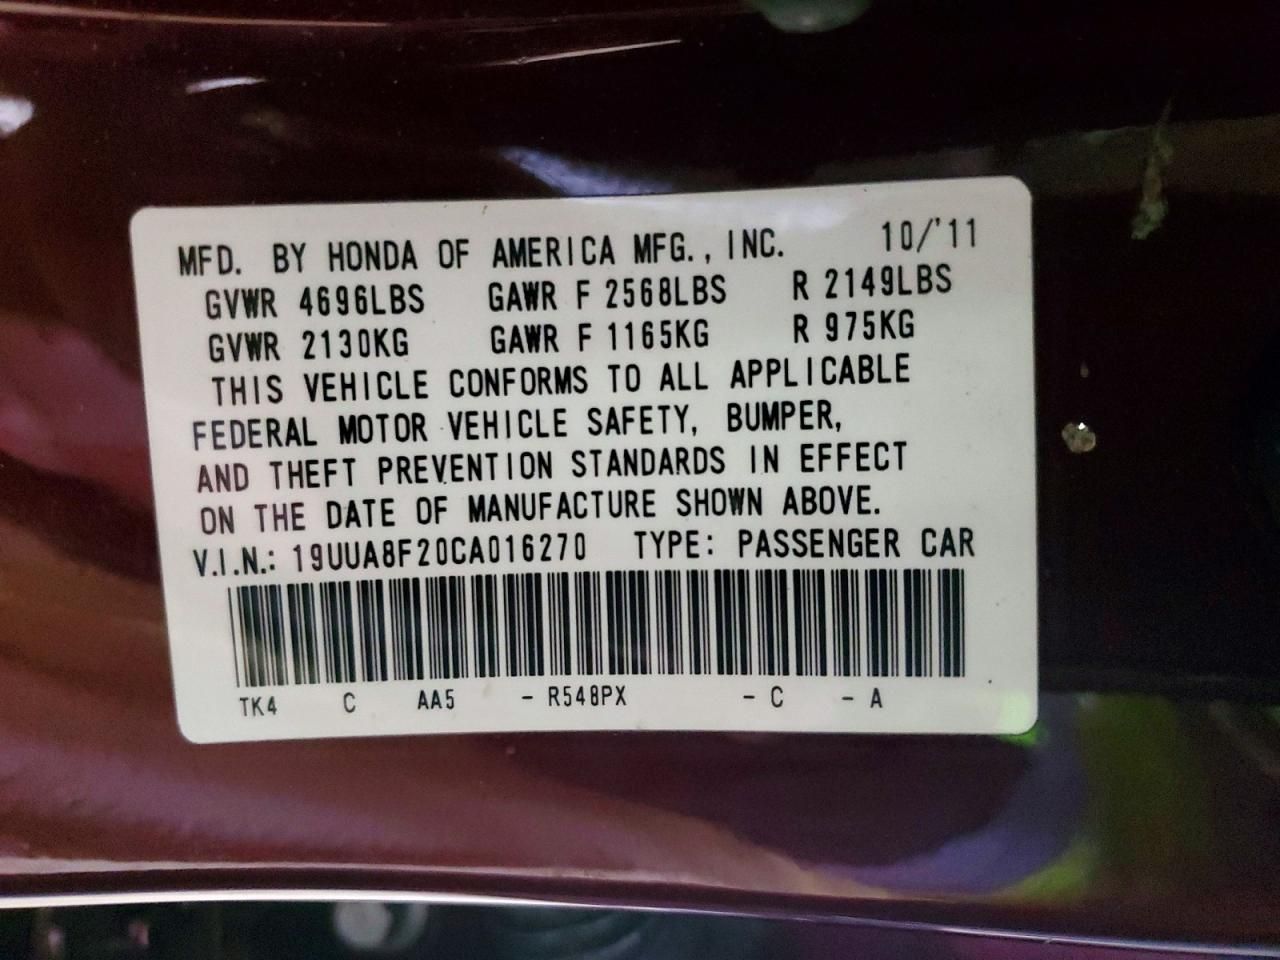 MFD. BY HONDA OF AMERICA MFG., INC. 10/'11
GVWR 4696LBS GAWR F 2568LBS R 2149LBS
GVWR 2130KG GAWR F 1165KG R 975KG
THIS VEHICLE CONFORMS TO ALL APPLICABLE
FEDERAL MOTOR VEHICLE SAFETY, BUMPER,
AND THEFT PREVENTION STANDARDS IN EFFECT
ON THE DATE OF MANUFACTURE SHOWN ABOVE.
V.I.N.: 19UUA8F20CA016270 TYPE: PASSENGER CAR
TK4 C AA5 - R548PX - C - A